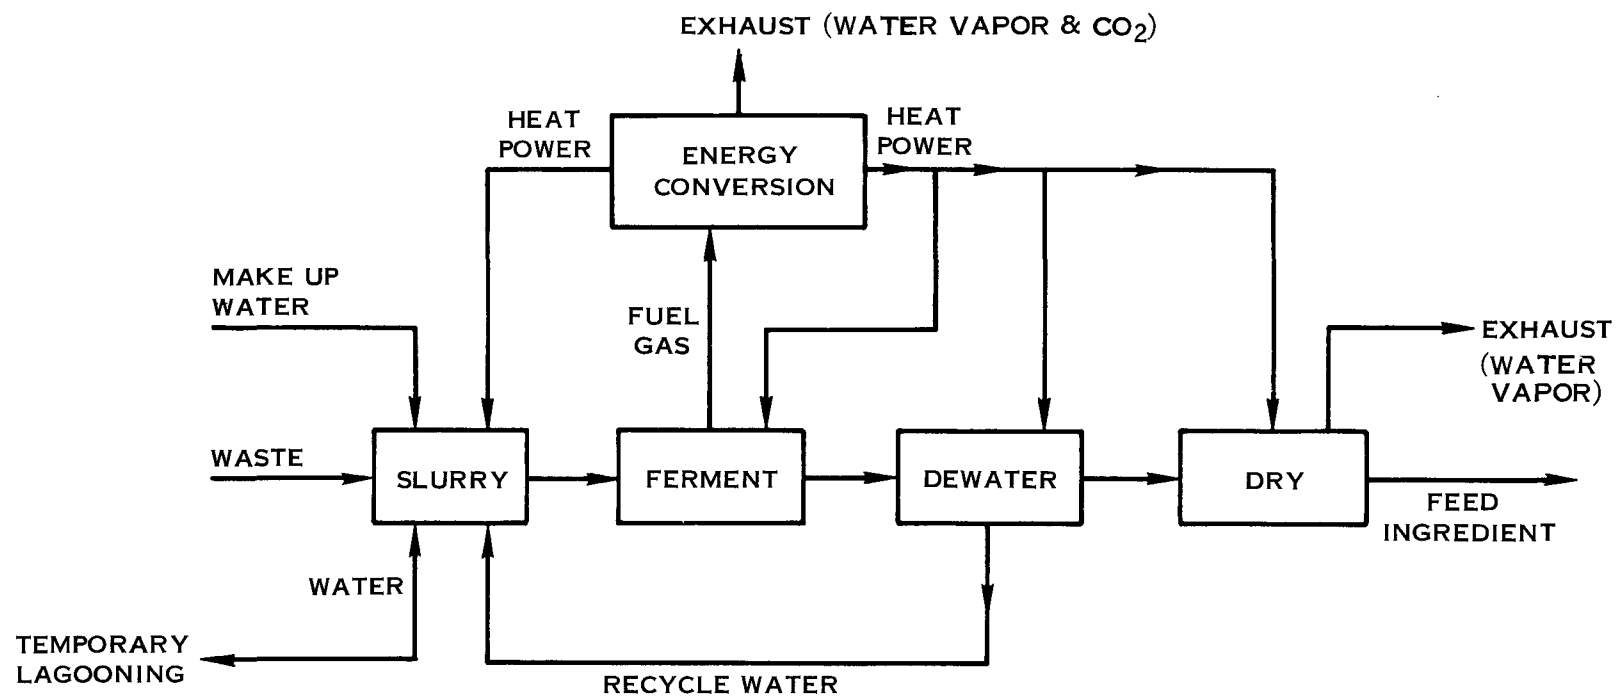 EXHAUST (WATER VAPOR & CO2)
HEAT
POWER
ENERGY
CONVERSION
HEAT
POWER
MAKE UP
WATER
FUEL
GAS
EXHAUST
(WATER
VAPOR)
WASTE
SLURRY
FERMENT
DEWATER
DRY
FEED
INGREDIENT
WATER
TEMPORARY
LAGOONING
RECYCLE WATER